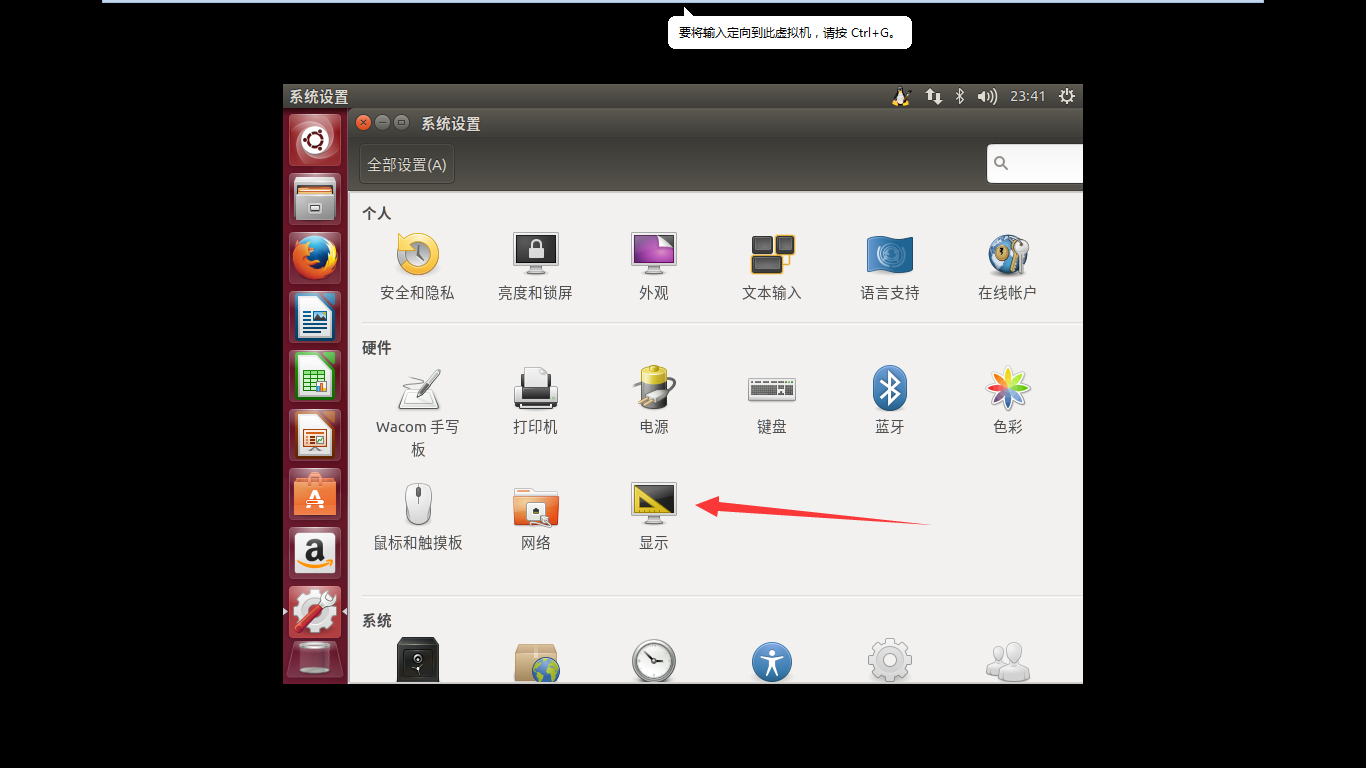 要将输入定向到此虚拟机，请按 Ctrl+G。
系统设置
23:41
系统设置
全部设置(A)
个人
安全和隐私
亮度和锁屏
外观
文本输入
语言支持
在线帐户
硬件
Wacom 手写
板
打印机
电源
键盘
蓝牙
色彩
鼠标和触摸板
网络
显示
系统